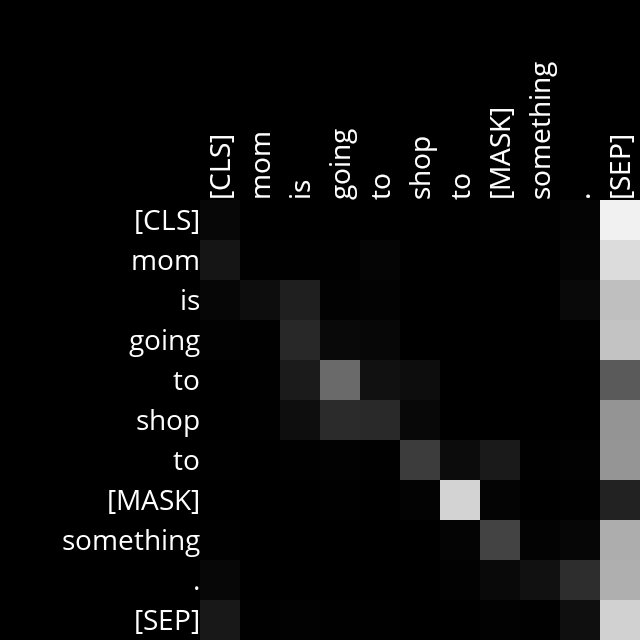 [CLS]
mom
is
going
to
shop
to
[MASK]
something
.
[SEP]
[CLS]
mom
is
going
to
shop
to
[MASK]
something
.
[SEP]